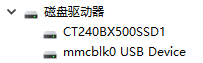 磁盘驱动器
CT240BX500SSD1
mmcblk0 USB Device